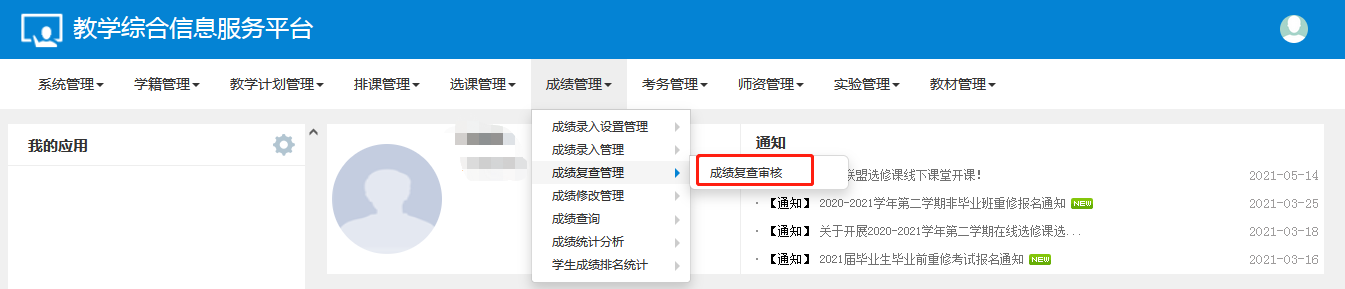 教学综合信息服务平台
系统管理 学籍管理 教学计划管理 排课管理 选课管理 成绩管理 考务管理 师资管理 实验管理 教材管理
我的应用
成绩录入设置管理
成绩录入管理
成绩复查管理
成绩修改管理
成绩查询
成绩统计分析
学生成绩排名统计
成绩复查审核
通知
联盟选修课线下课堂开课! 2021-05-14
·【通知】 2020-2021学年第二学期非毕业班重修报名通知 NEW 2021-03-25
·【通知】 关于开展2020-2021学年第二学期在线选修课选... 2021-03-18
·【通知】 2021届毕业生毕业前重修考试报名通知 NEW 2021-03-16